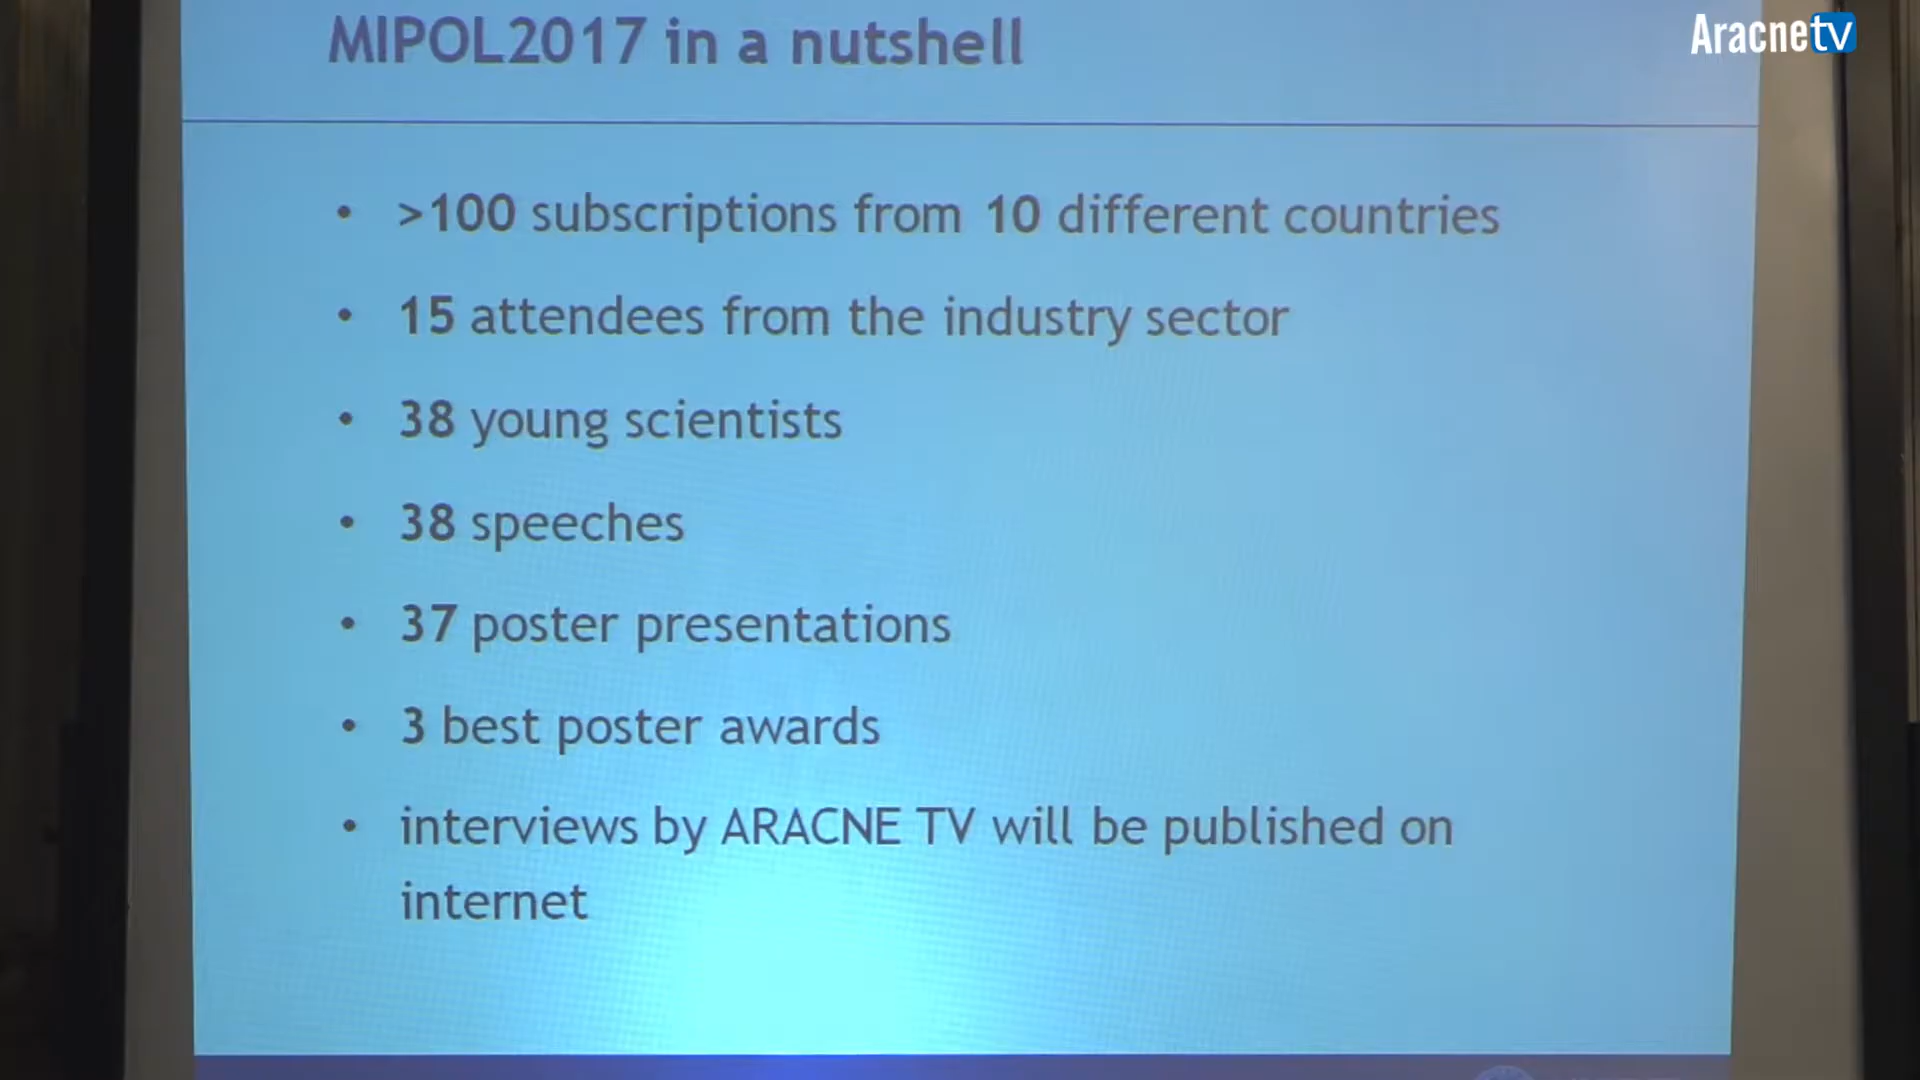 MIPOL2017 in a nutshell
Aracnetv
• >100 subscriptions from 10 different countries
• 15 attendees from the industry sector
• 38 young scientists
• 38 speeches
• 37 poster presentations
• 3 best poster awards
• interviews by ARACNE TV will be published on
internet